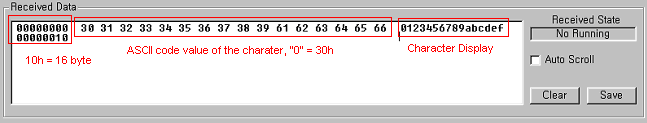 Received Data
00000000 30 31 32 33 34 35 36 37 38 39 61 62 63 64 65 66 0123456789abcdef
00000010
10h = 16 byte
ASCII code value of the charater, "0" = 30h
Character Display
Received State
No Running
Auto Scroll
Clear
Save